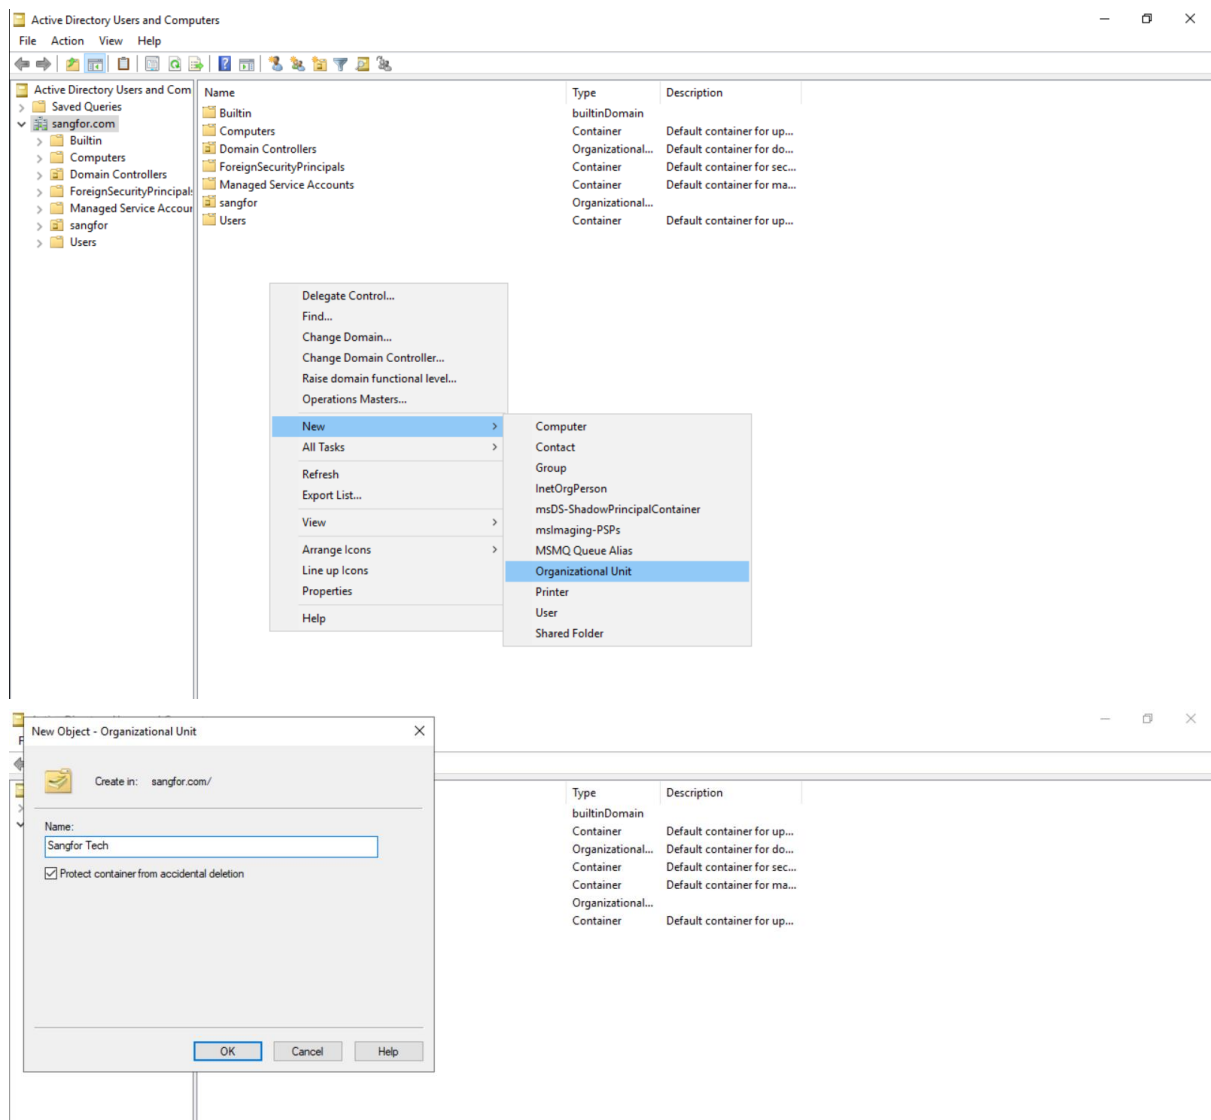 Active Directory Users and Computers
File Action View Help
Active Directory Users and Com
Saved Queries
sangfor.com
Builtin
Computers
Domain Controllers
ForeignSecurityPrincipals
Managed Service Accour
sangfor
Users
Name Type Description
Builtin builtinDomain
Computers Container Default container for up...
Domain Controllers Organizational... Default container for do...
ForeignSecurityPrincipals Container Default container for sec...
Managed Service Accounts Container Default container for ma...
sangfor Organizational...
Users Container Default container for up...
Delegate Control...
Find...
Change Domain...
Change Domain Controller...
Raise domain functional level...
Operations Masters...
New
All Tasks
Refresh
Export List...
View
Arrange Icons
Line up Icons
Properties
Help
Computer
Contact
Group
InetOrgPerson
msDS-ShadowPrincipalContainer
msImaging-PSPs
MSMQ Queue Alias
Organizational Unit
Printer
User
Shared Folder
New Object - Organizational Unit
Create in: sangfor.com/
Name:
Sangfor Tech
Protect container from accidental deletion
OK Cancel Help
Type Description
builtinDomain
Container Default container for up...
Organizational... Default container for do...
Container Default container for sec...
Container Default container for ma...
Organizational...
Container Default container for up...